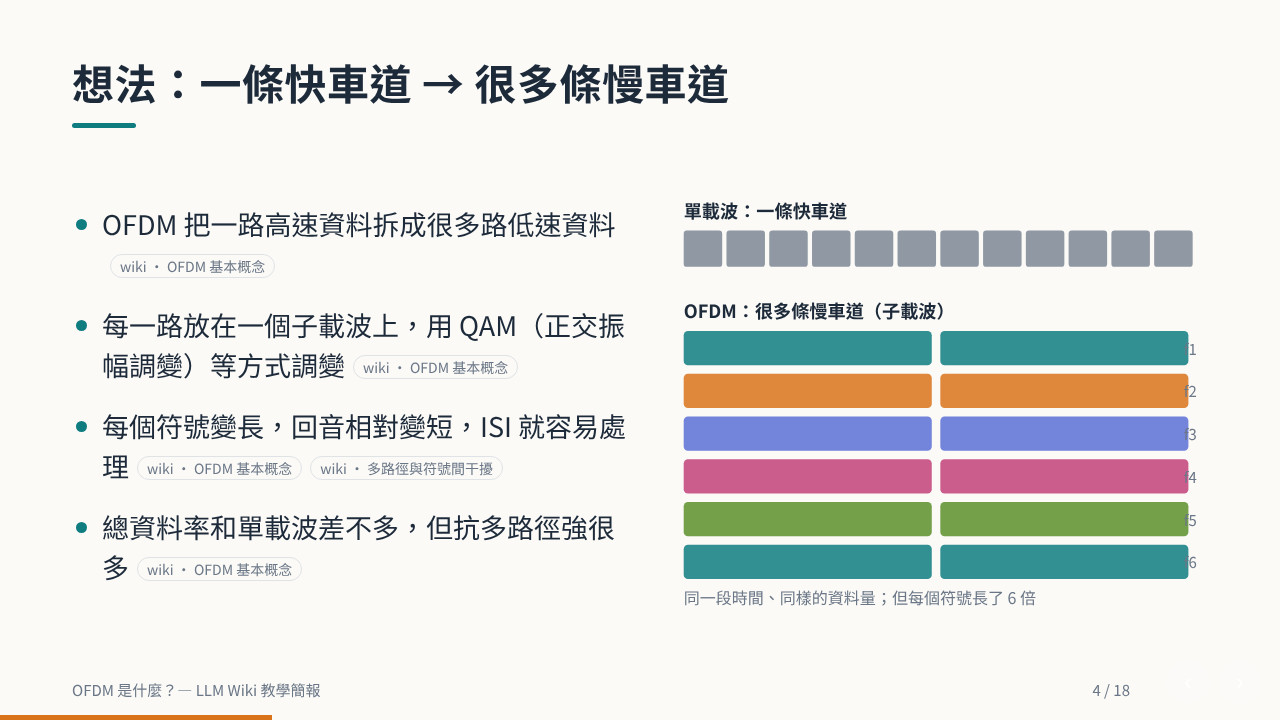 想法：一條快車道 → 很多條慢車道
OFDM 把一路高速資料拆成很多路低速資料
wiki · OFDM 基本概念
每一路放在一個子載波上，用 QAM（正交振
幅調變）等方式調變 wiki · OFDM 基本概念
每個符號變長，回音相對變短，ISI 就容易處
理 wiki · OFDM 基本概念 wiki · 多路徑與符號間干擾
總資料率和單載波差不多，但抗多路徑強很
多 wiki · OFDM 基本概念
單載波：一條快車道
OFDM：很多條慢車道（子載波）
f1
f2
f3
f4
f5
f6
同一段時間、同樣的資料量；但每個符號長了 6 倍
OFDM 是什麼？— LLM Wiki 教學簡報
4 / 18